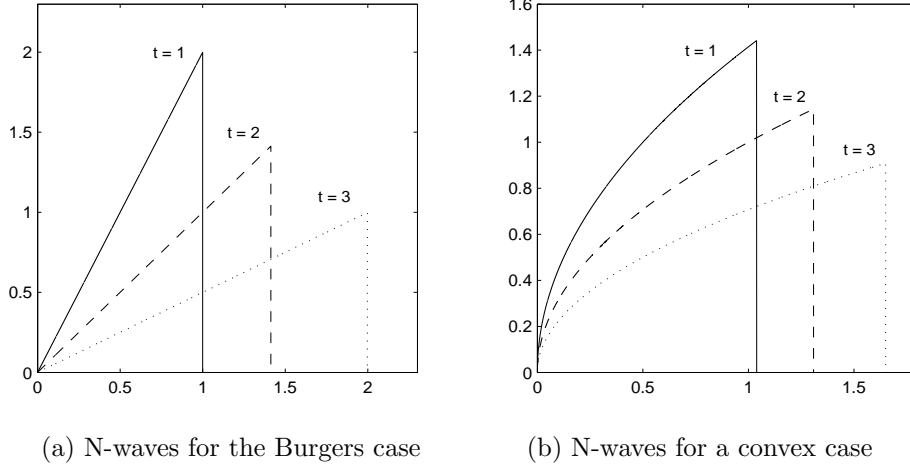 t = 1
t = 2
t = 3
2
1.5
1
0.5
0
0
0.5
1
1.5
2
t = 1
t = 2
t = 3
1.6
1.4
1.2
1
0.8
0.6
0.4
0.2
0
0
0.5
1
1.5
(a) N-waves for the Burgers case
(b) N-waves for a convex case